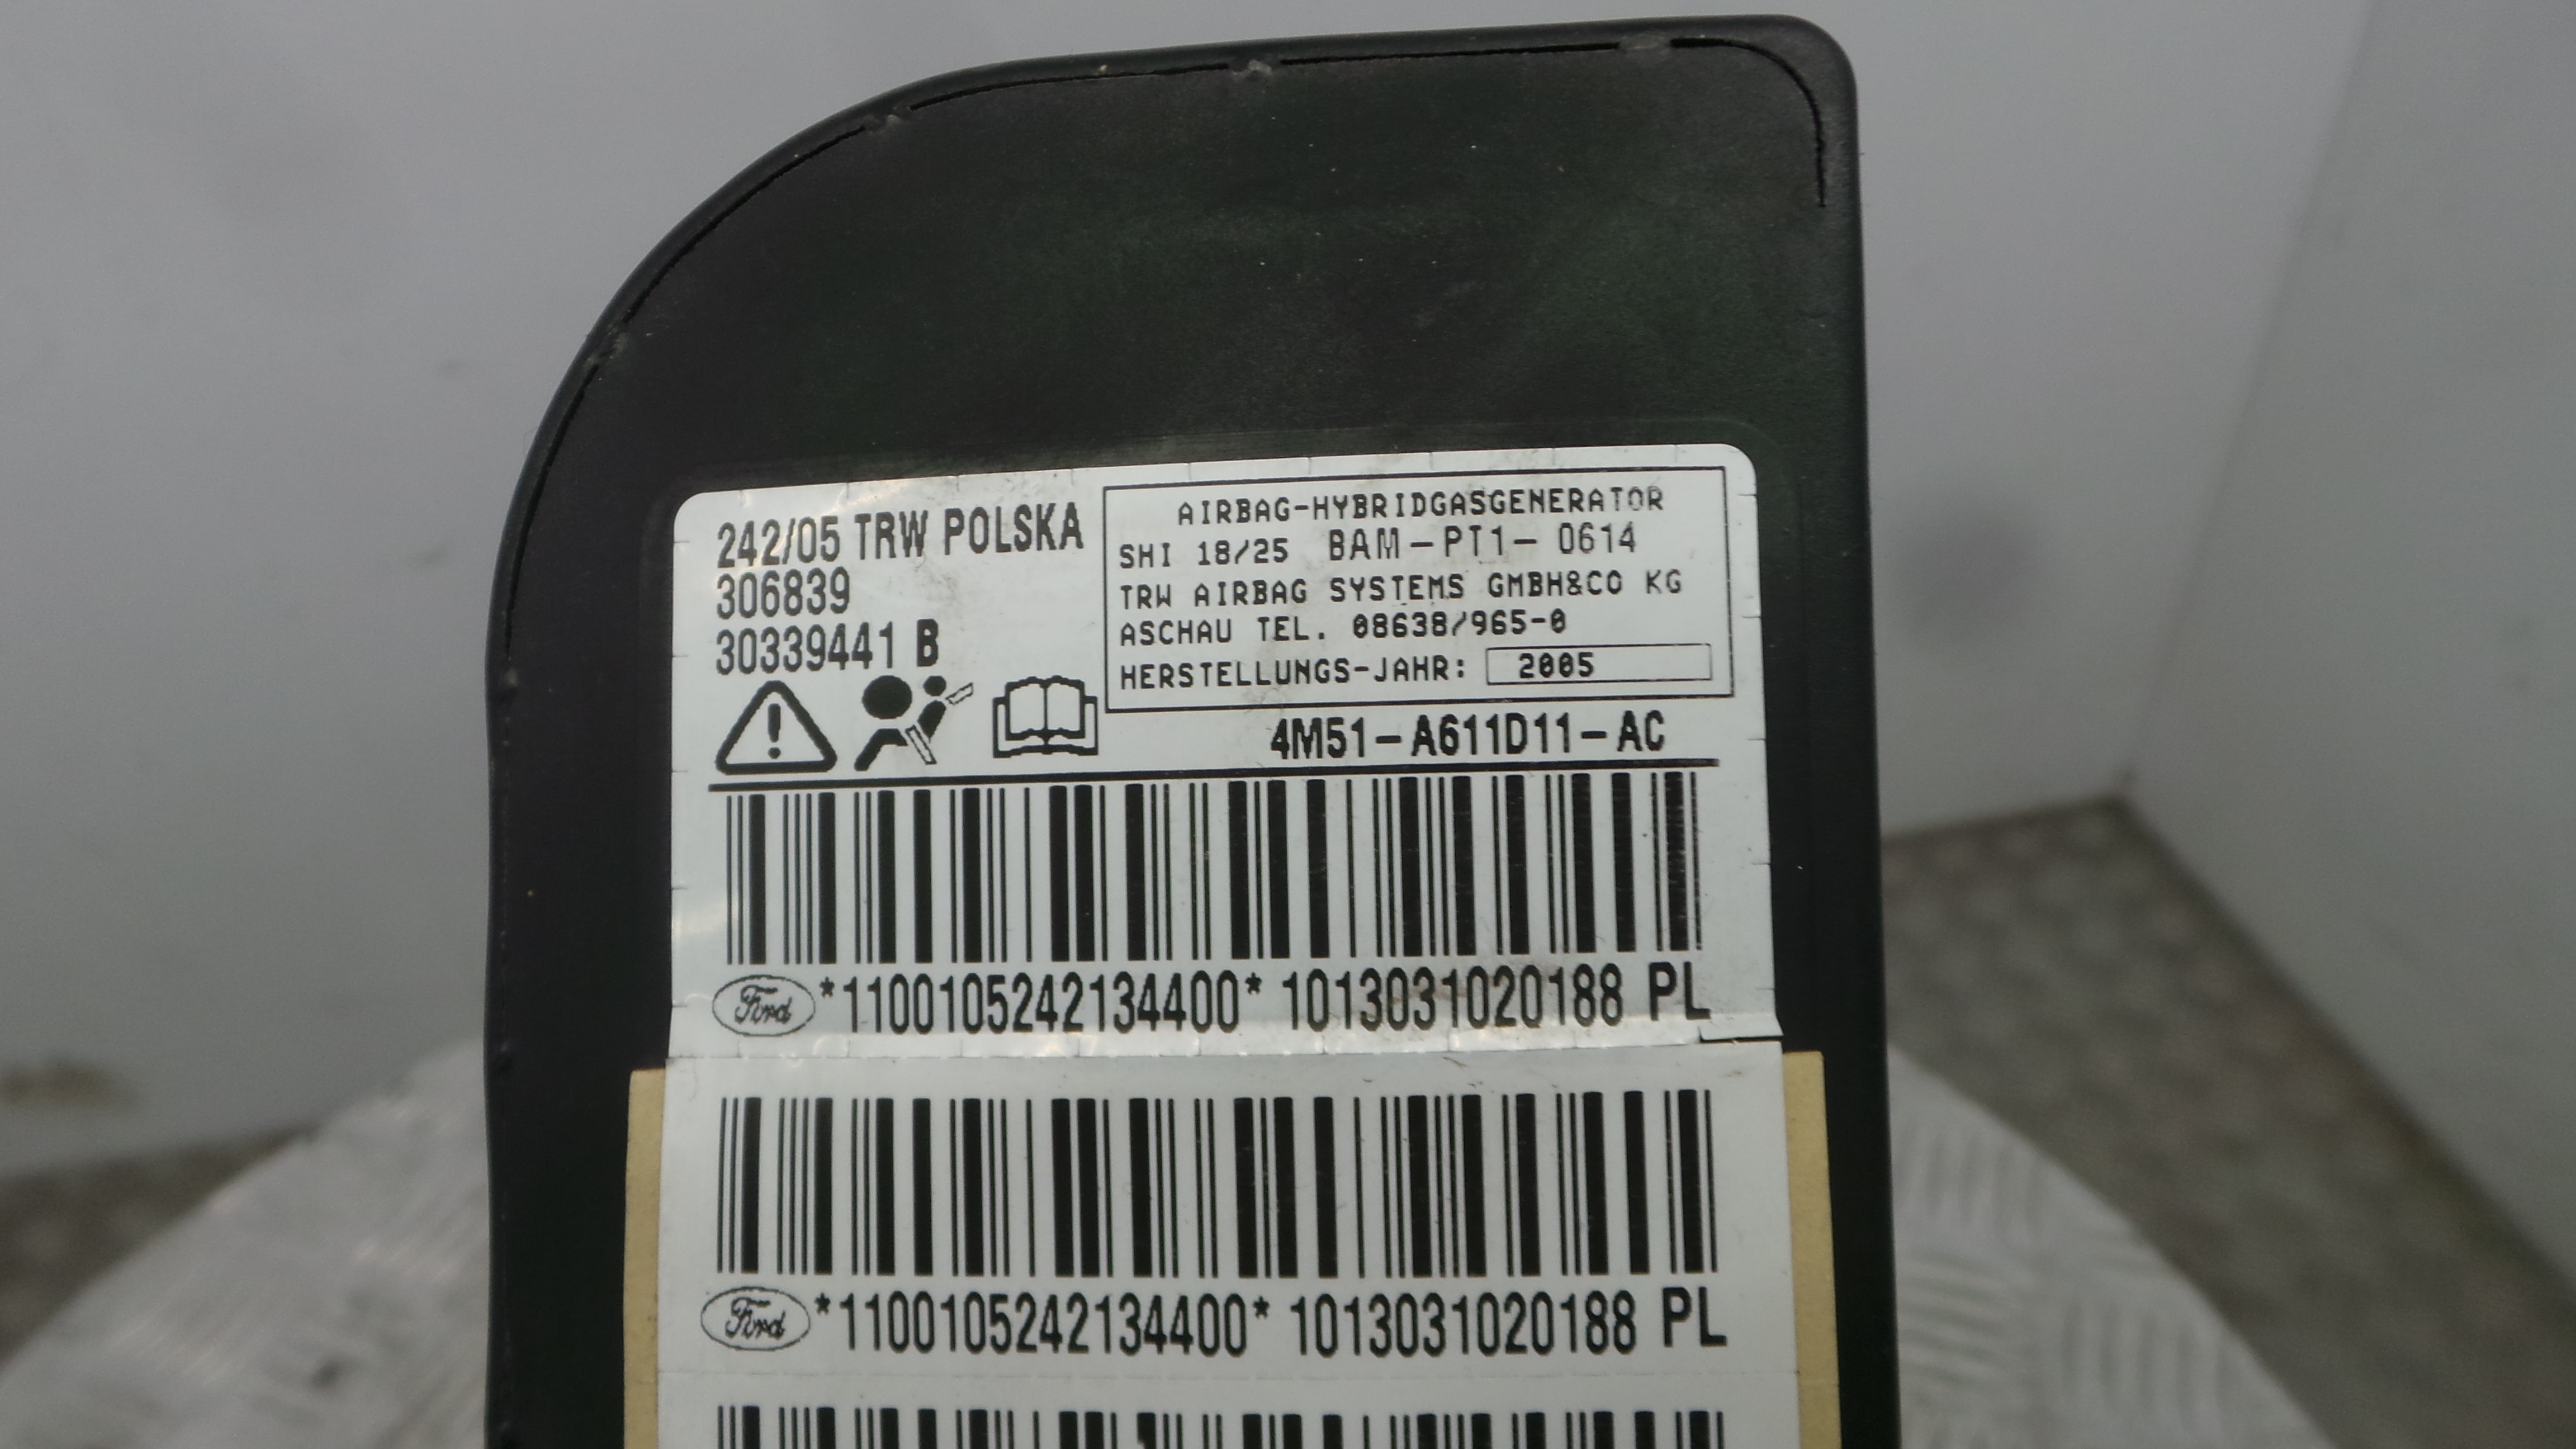 242/05 TRW POLSKA
306839
30339441 B
AIRBAG-HYBRIDGASGENERATOR
SHI 18/25 BAM-PT1- 0614
TRW AIRBAG SYSTEMS GMBH&CO KG
ASCHAU TEL. 08638/965-0
HERSTELLUNGS-JAHR: 2005
4M51-A611D11-AC
Ford *1100105242134400* 1013031020188 PL
Ford *1100105242134400* 1013031020188 PL